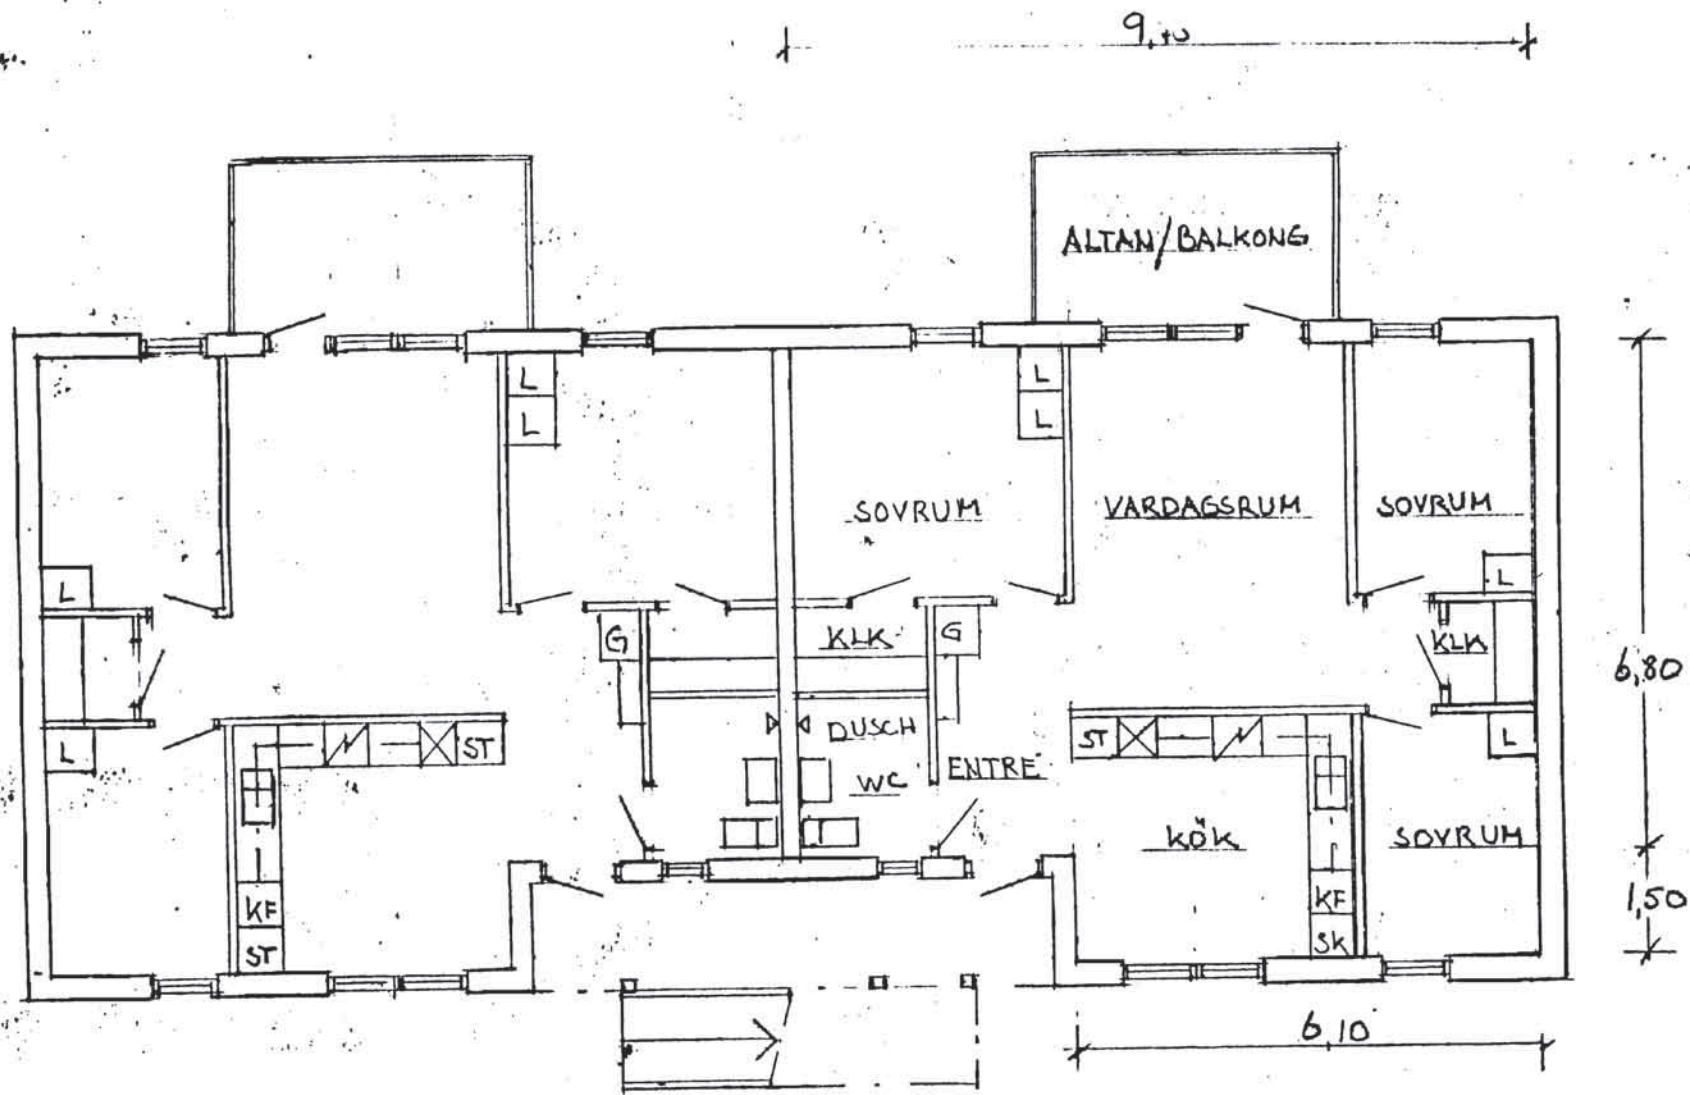 9,40
ALTAN/BALKONG
L
L
L
L
SOVRUM
VARDAGSRUM
SOVRUM
L
L
G
KLK
G
KLK
6,80
DUSCH
L
ST
ST
L
WC
ENTRÉ
KÖK
SOVRUM
KF
KF
1,50
ST
SK
6,10